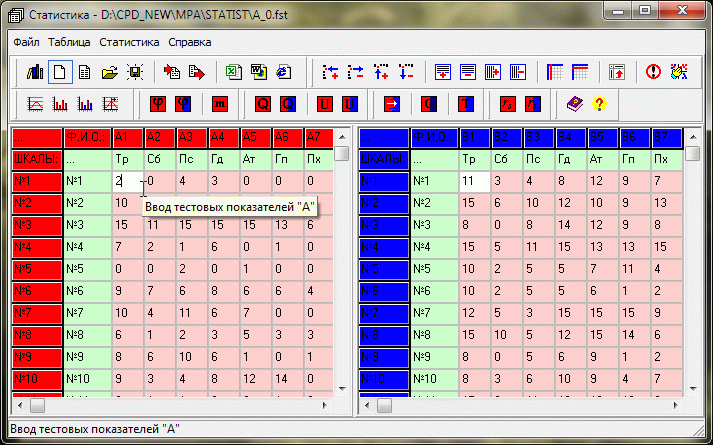 Статистика - D:\CPD_NEW\MPA\STATIST\A_0.fst
Файл Таблица Статистика Справка
φ φ m Q Q U U G T rs rs ?
... Ф.И.О.: A1 A2 A3 A4 A5 A6 A7 ... Ф.И.О.: B1 B2 B3 B4 B5 B6 B7
ШКАЛЫ: ... Тр Сб Пс Гд Ат Гп Пх ШКАЛЫ: ... Тр Сб Пс Гд Ат Гп Пх
№1 №1 2 0 4 3 0 0 0 №1 №1 11 3 4 8 12 9 7
№2 №2 10 №2 №2 15 6 10 12 10 9 13
Ввод тестовых показателей "А"
№3 №3 15 11 15 15 15 13 6 №3 №3 8 0 8 14 12 9 8
№4 №4 7 2 1 6 0 1 0 №4 №4 15 5 11 15 13 13 15
№5 №5 0 0 2 0 1 0 0 №5 №5 10 2 5 5 7 11 4
№6 №6 9 7 6 8 6 6 4 №6 №6 10 2 5 5 6 1 2
№7 №7 10 4 11 6 7 0 0 №7 №7 12 5 3 15 15 15 9
№8 №8 6 1 2 3 5 3 3 №8 №8 15 10 5 12 15 14 6
№9 №9 8 6 10 6 1 0 1 №9 №9 8 0 5 6 9 1 2
№10 №10 9 3 4 8 12 14 0 №10 №10 8 3 6 10 9 4 7
Ввод тестовых показателей "А"